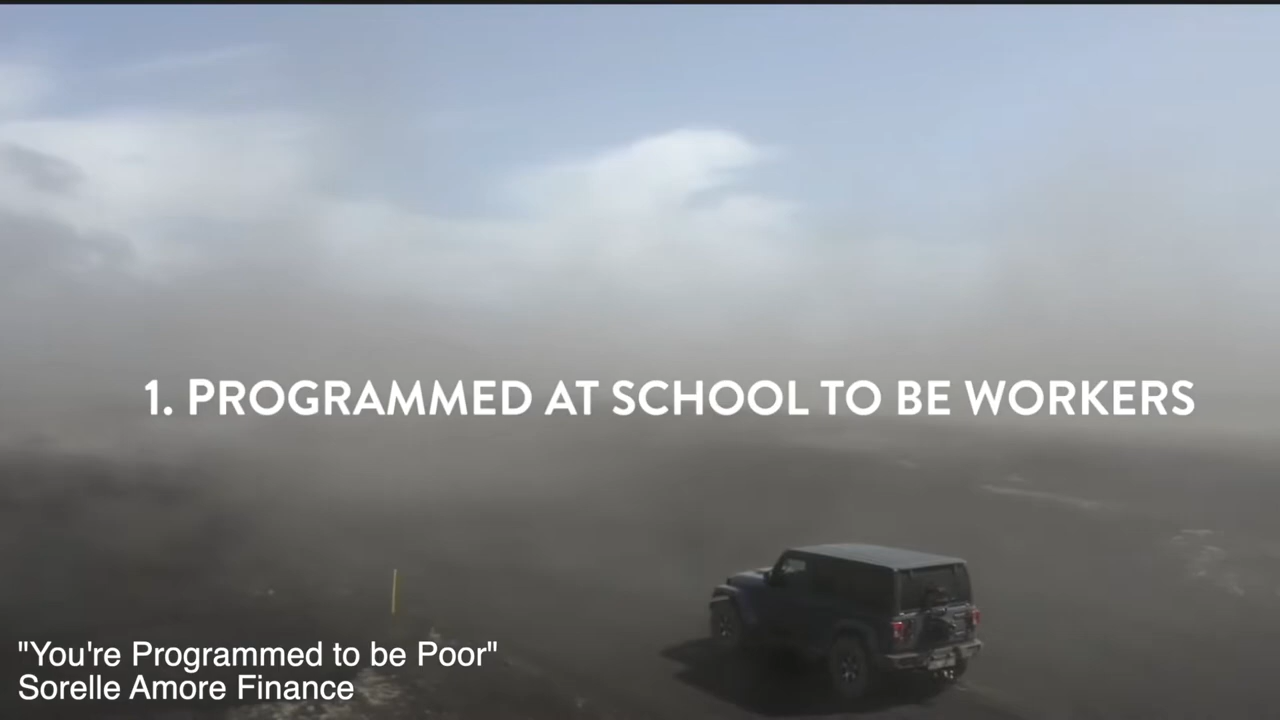 1. PROGRAMMED AT SCHOOL TO BE WORKERS
"You're Programmed to be Poor"
Sorelle Amore Finance